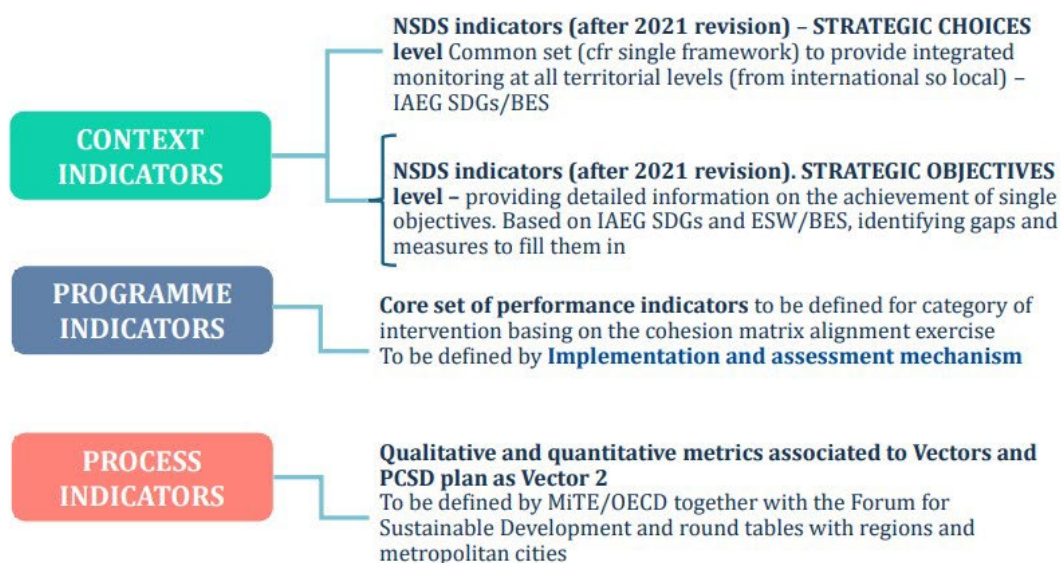 CONTEXT
INDICATORS
NSDS indicators (after 2021 revision) – STRATEGIC CHOICES
level Common set (cfr single framework) to provide integrated
monitoring at all territorial levels (from international so local) –
IAEG SDGs/BES
NSDS indicators (after 2021 revision). STRATEGIC OBJECTIVES
level – providing detailed information on the achievement of single
objectives. Based on IAEG SDGs and ESW/BES, identifying gaps and
measures to fill them in
PROGRAMME
INDICATORS
Core set of performance indicators to be defined for category of
intervention basing on the cohesion matrix alignment exercise
To be defined by Implementation and assessment mechanism
PROCESS
INDICATORS
Qualitative and quantitative metrics associated to Vectors and
PCSD plan as Vector 2
To be defined by MiTE/OECD together with the Forum for
Sustainable Development and round tables with regions and
metropolitan cities